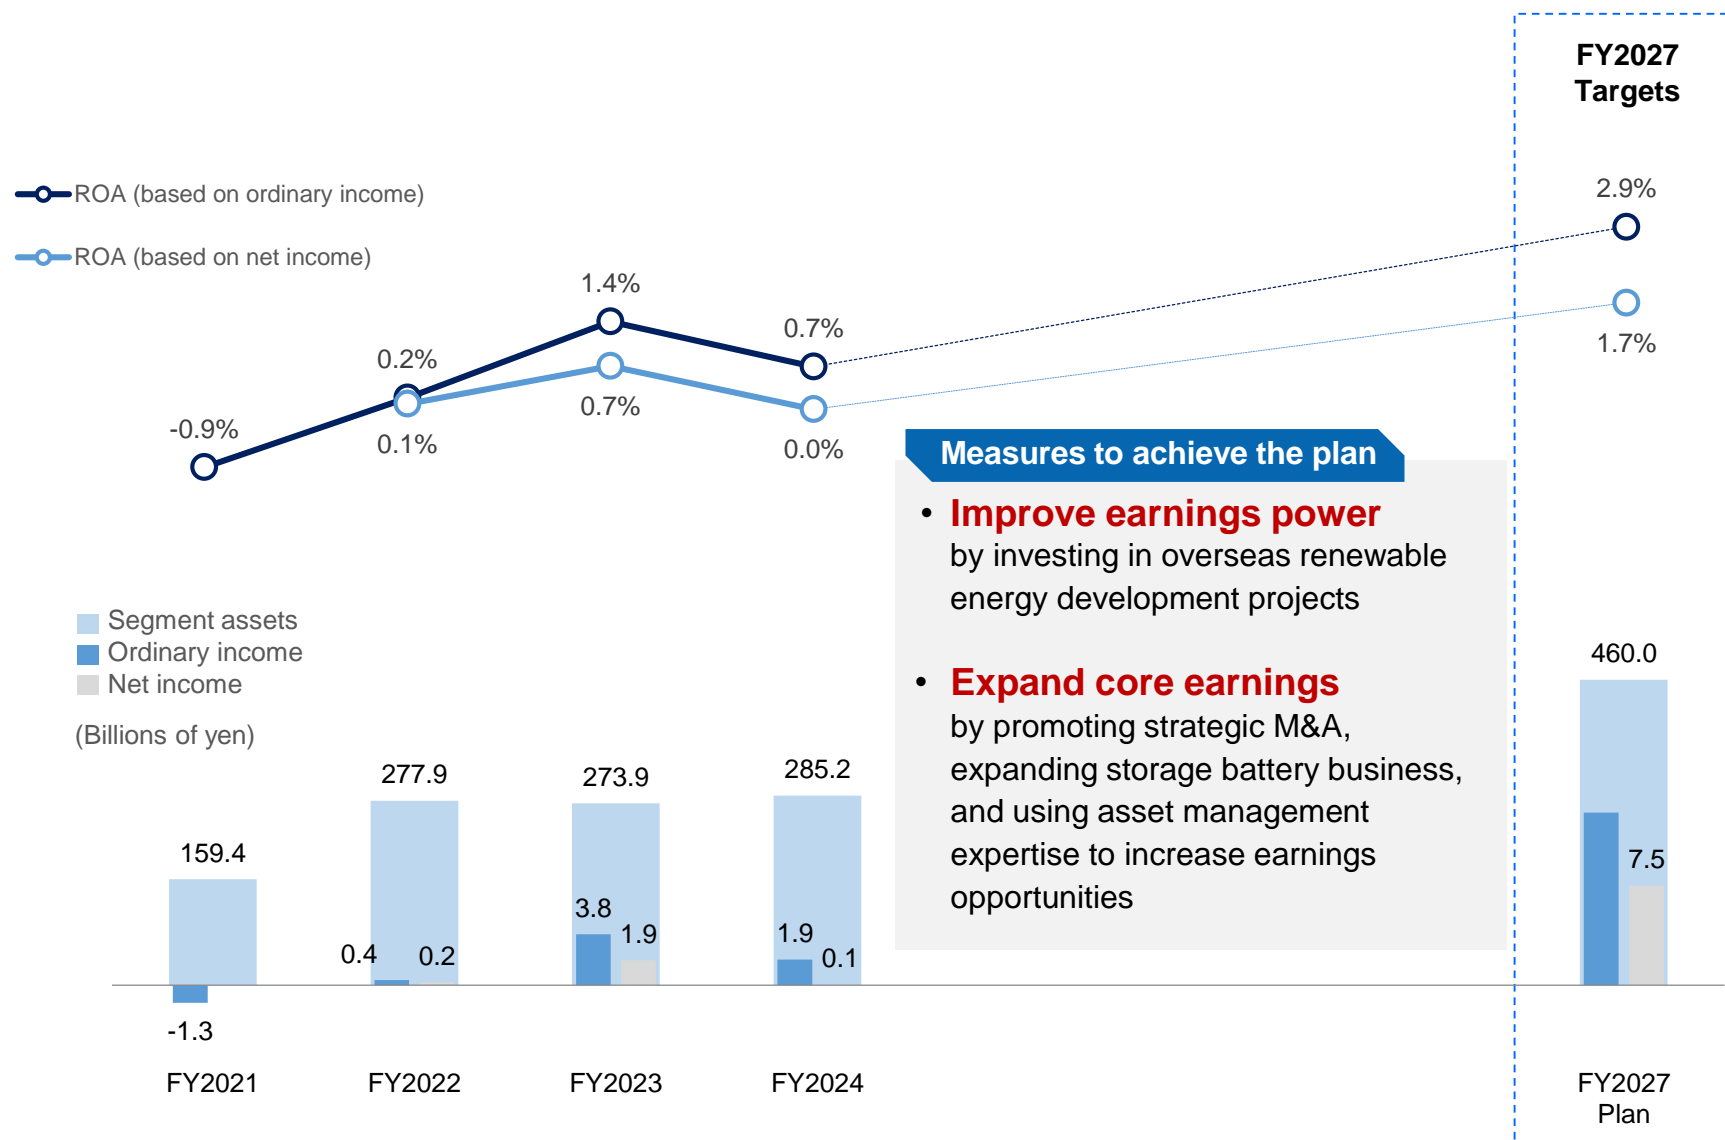 FY2027
Targets
ROA (based on ordinary income)
ROA (based on net income)
2.9%
1.7%
1.4%
0.7%
0.2%
-0.9%
0.1%
0.7%
0.0%
Measures to achieve the plan
• Improve earnings power
by investing in overseas renewable
energy development projects
• Expand core earnings
by promoting strategic M&A,
expanding storage battery business,
and using asset management
expertise to increase earnings
opportunities
Segment assets
Ordinary income
Net income
(Billions of yen)
159.4
277.9
273.9
285.2
460.0
-1.3
0.4
0.2
3.8
1.9
1.9
0.1
7.5
FY2021
FY2022
FY2023
FY2024
FY2027
Plan